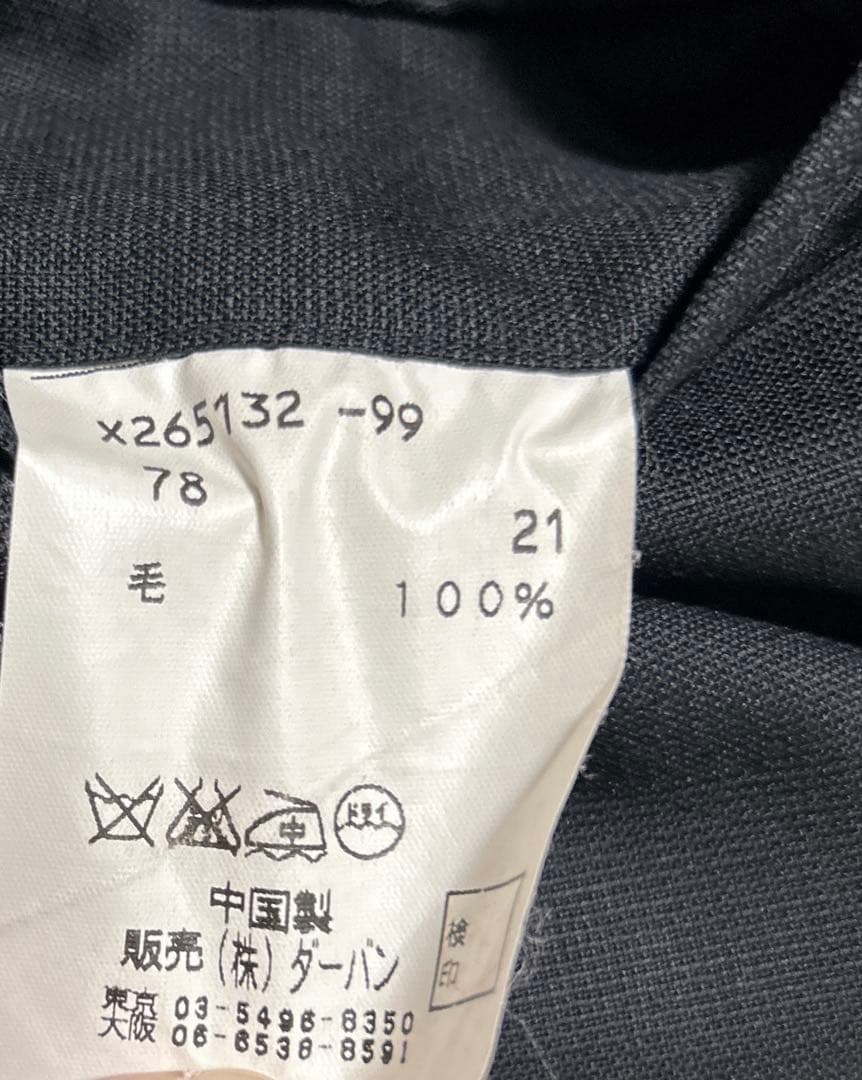 ×265132 -99
78
21
毛 100%
中
ドライ
中国製
販売 (株) ダーバン
検印
東京 03-5496-8350
大阪 06-6538-8591